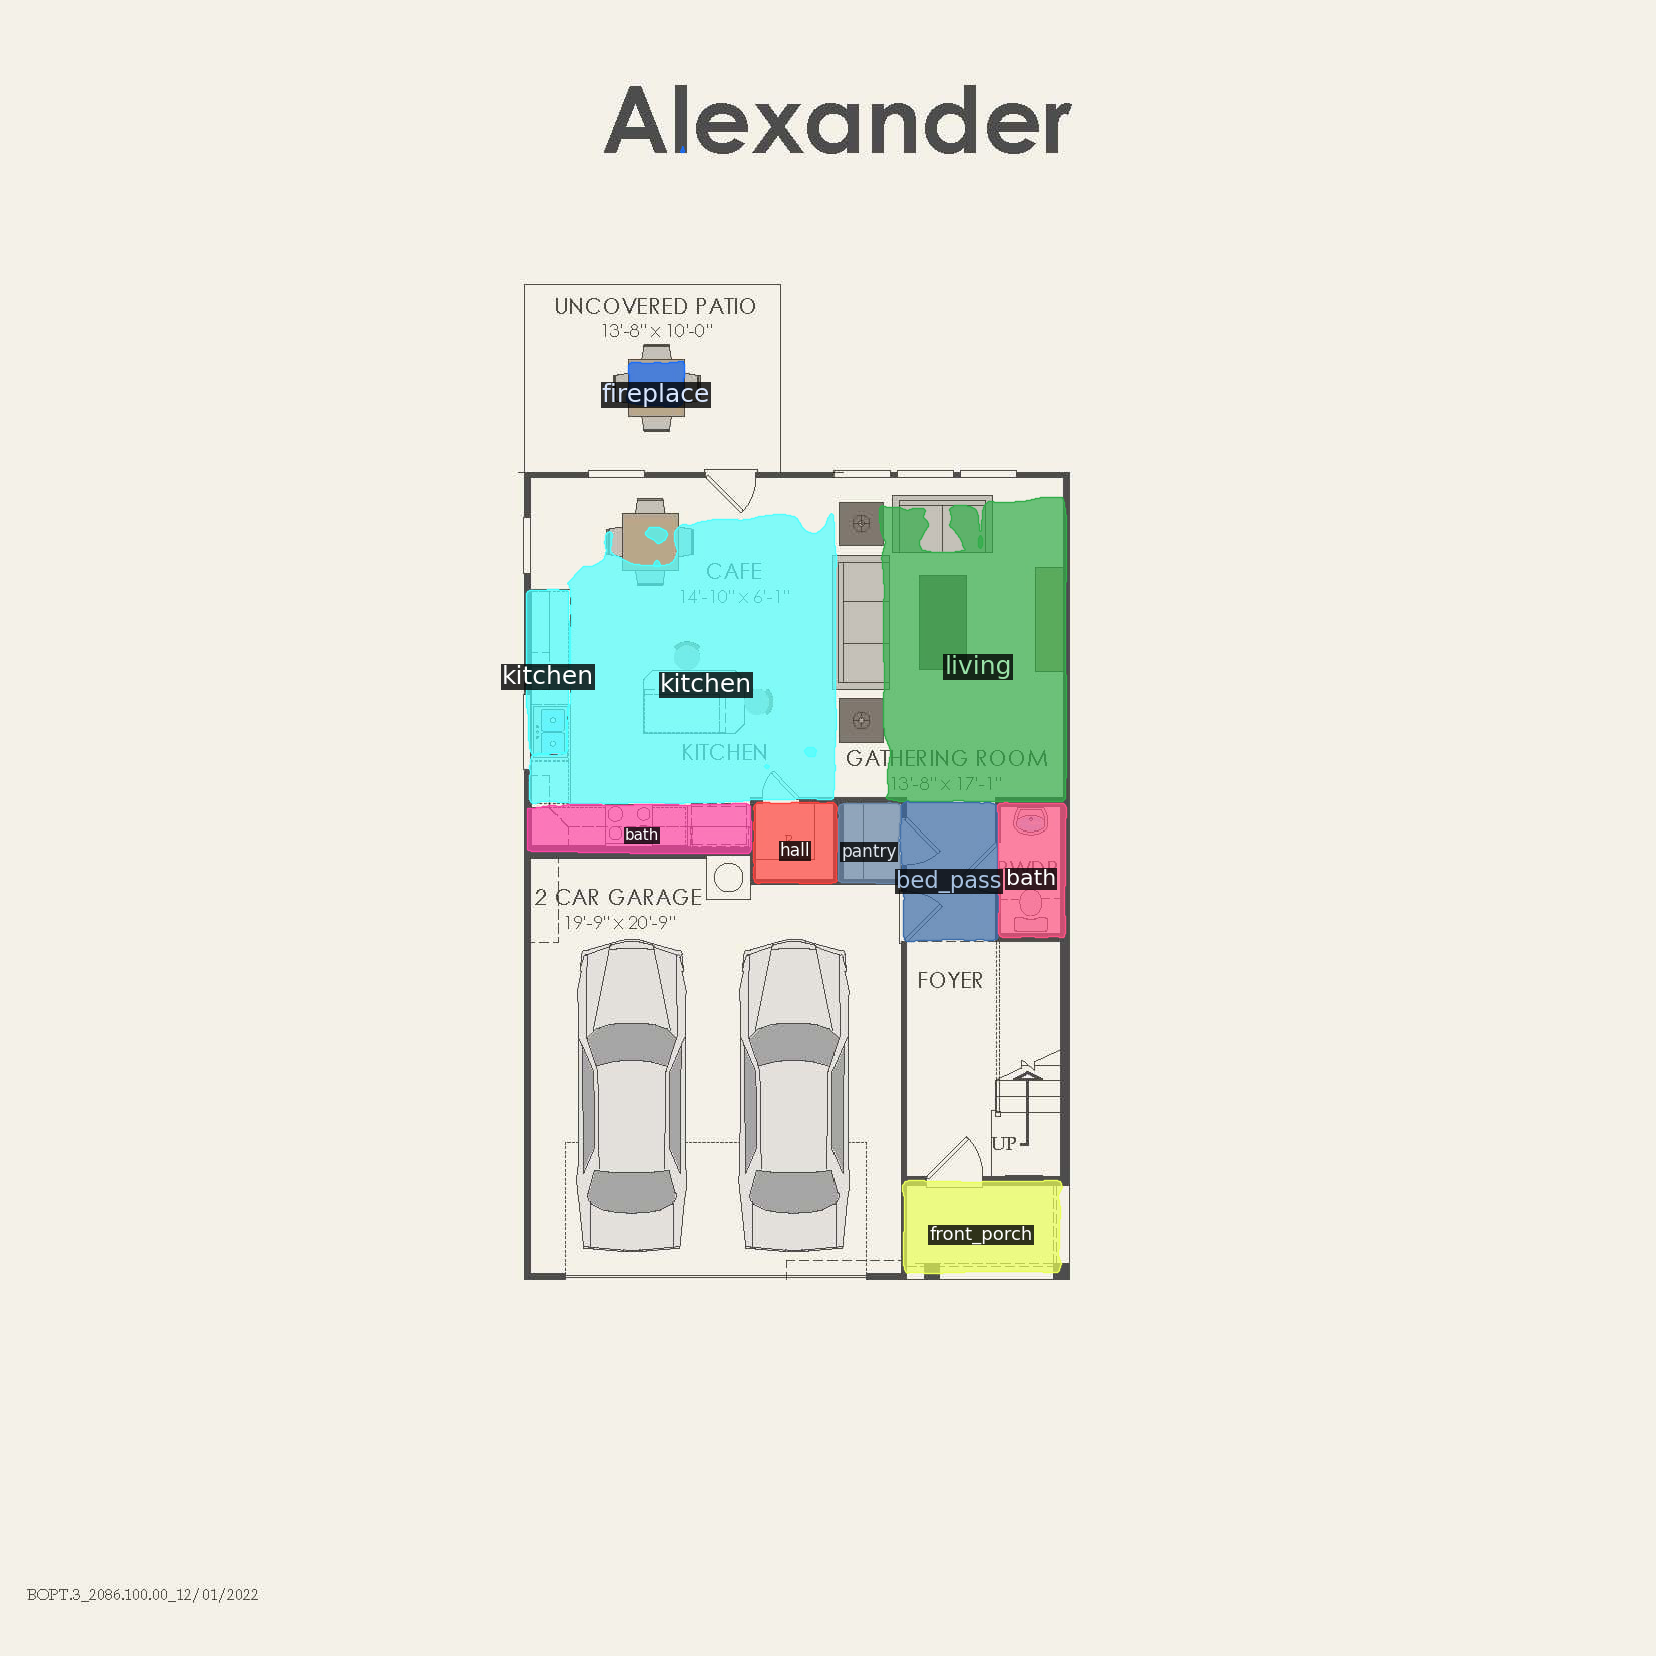 Alexander
UNCOVERED PATIO
13'-8" x 10'-0"
fireplace
CAFE
14'-10" x 6'-1"
kitchen
kitchen
living
KITCHEN
GATHERING ROOM
13'-8" x 17'-1"
bath
hall
pantry
bed_pass
PWDR
bath
2 CAR GARAGE
19'-9" x 20'-9"
FOYER
UP
front_porch
BOPT.3_2086.100.00_12/01/2022